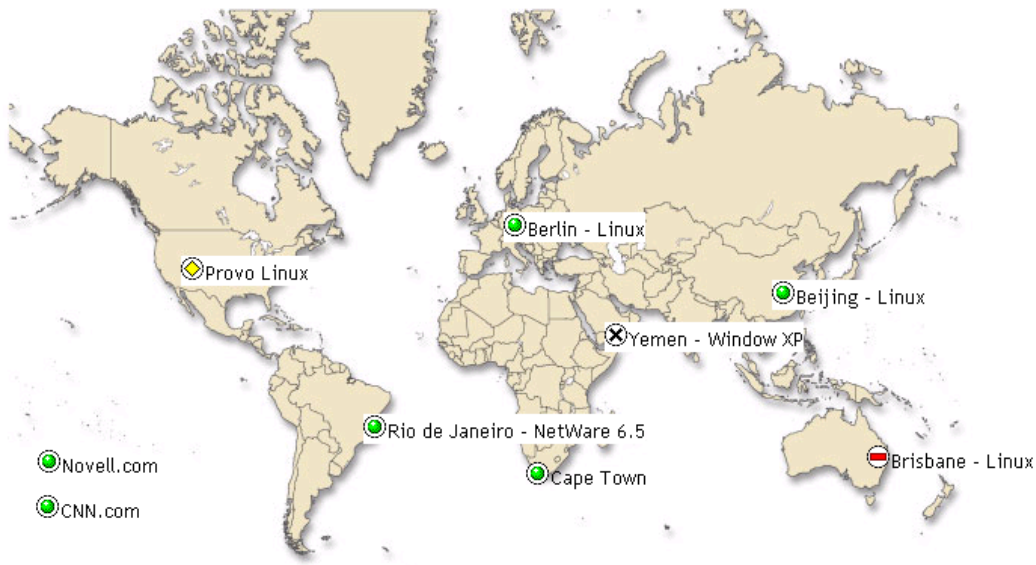 Berlin - Linux
Provo Linux
Beijing - Linux
Yemen - Window XP
Rio de Janeiro - NetWare 6.5
Novell.com
Brisbane - Linux
Cape Town
CNN.com